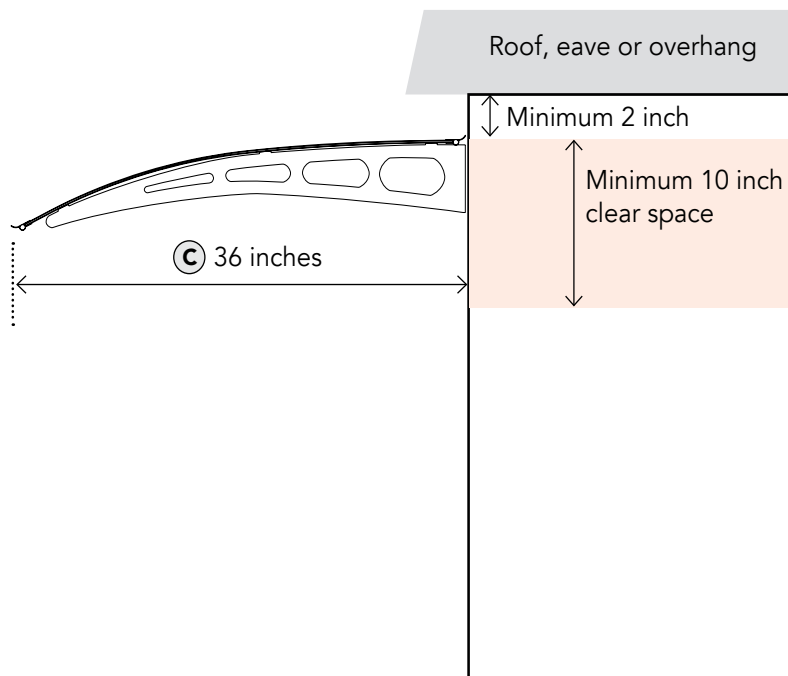 Roof, eave or overhang
Minimum 2 inch
Minimum 10 inch
clear space
C 36 inches